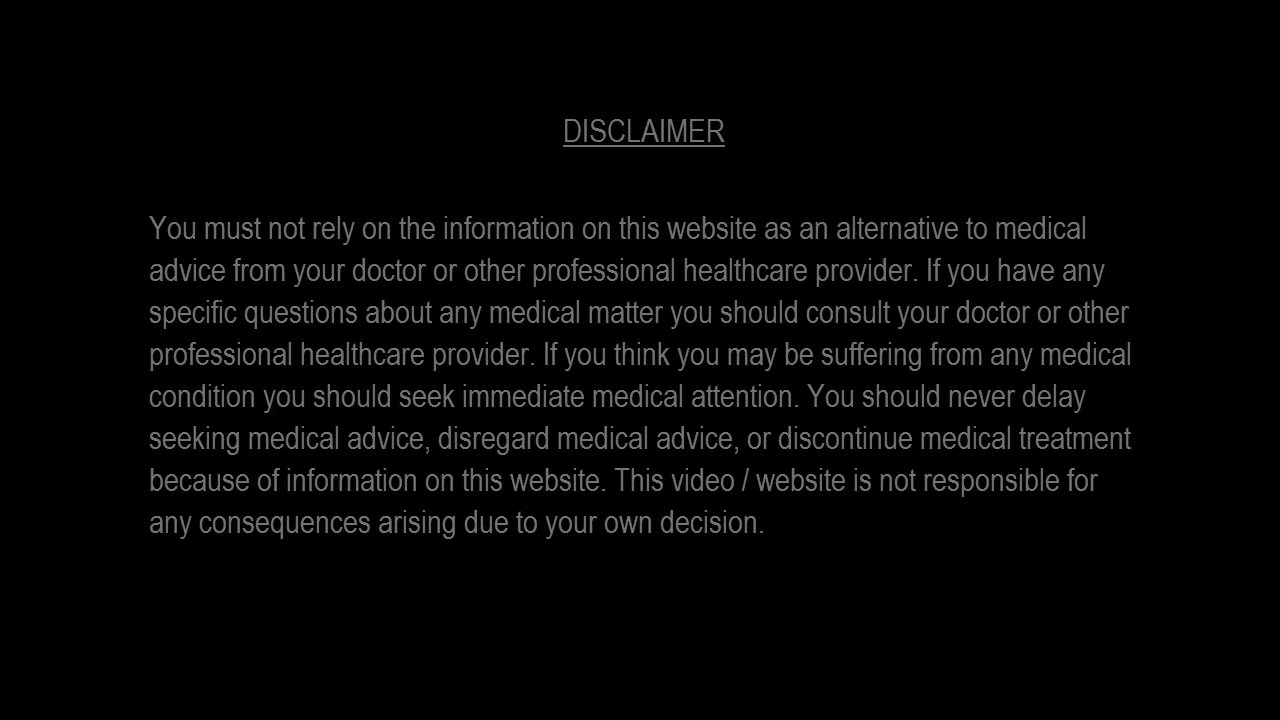 DISCLAIMER
You must not rely on the information on this website as an alternative to medical
advice from your doctor or other professional healthcare provider. If you have any
specific questions about any medical matter you should consult your doctor or other
professional healthcare provider. If you think you may be suffering from any medical
condition you should seek immediate medical attention. You should never delay
seeking medical advice, disregard medical advice, or discontinue medical treatment
because of information on this website. This video / website is not responsible for
any consequences arising due to your own decision.